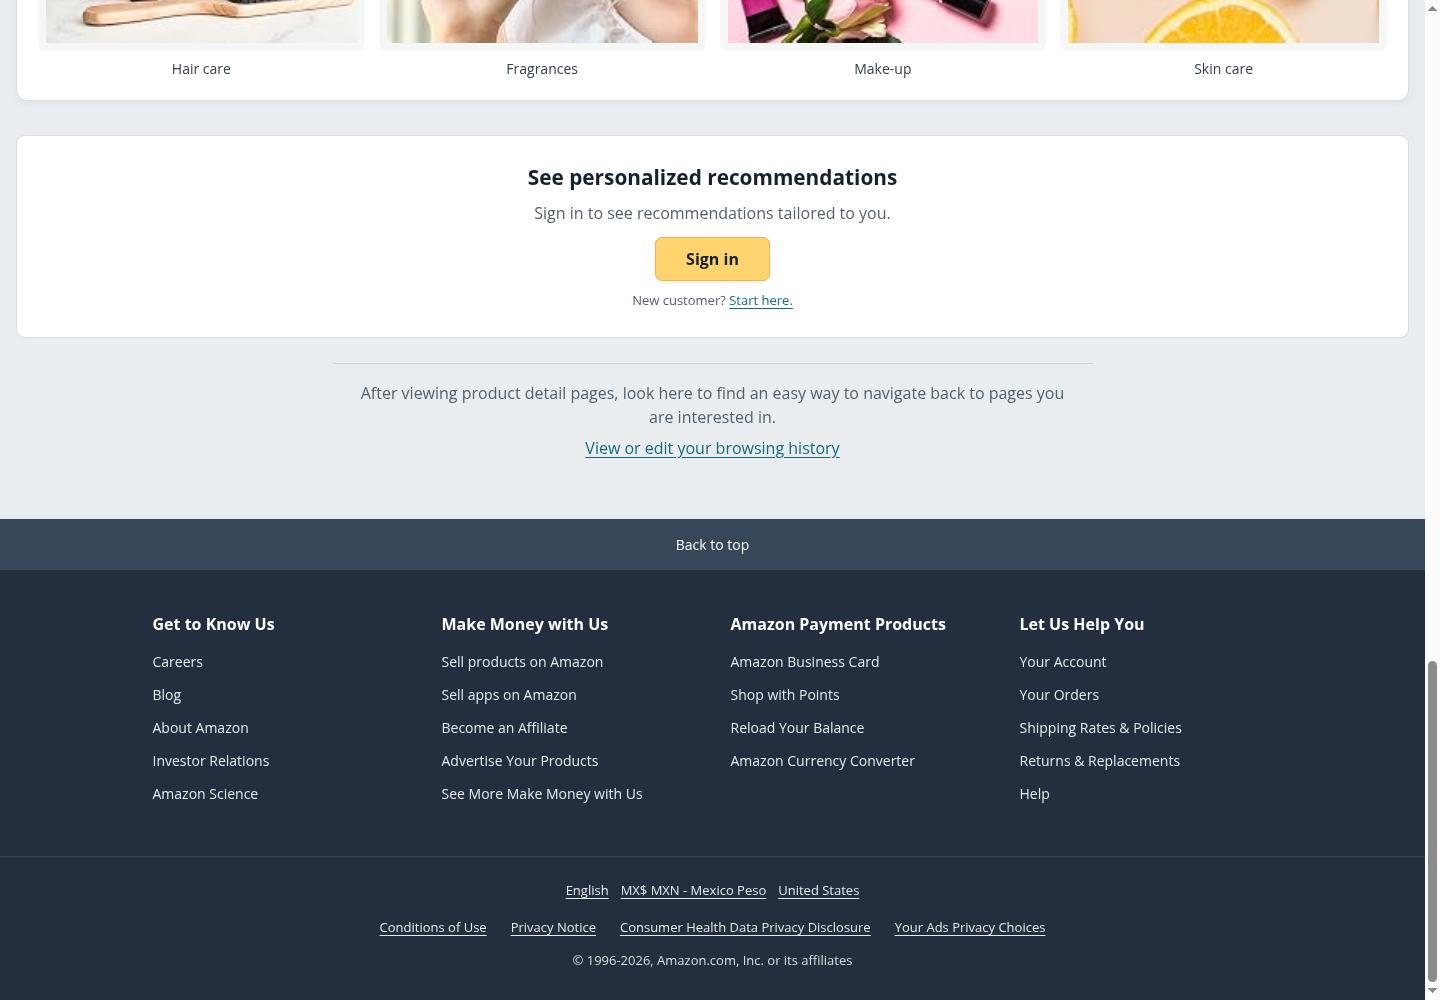 Hair care
Fragrances
Make-up
Skin care
See personalized recommendations
Sign in to see recommendations tailored to you.
Sign in
New customer? Start here.
After viewing product detail pages, look here to find an easy way to navigate back to pages you
are interested in.
View or edit your browsing history
Back to top
Get to Know Us
Careers
Blog
About Amazon
Investor Relations
Amazon Science
Make Money with Us
Sell products on Amazon
Sell apps on Amazon
Become an Affiliate
Advertise Your Products
See More Make Money with Us
Amazon Payment Products
Amazon Business Card
Shop with Points
Reload Your Balance
Amazon Currency Converter
Let Us Help You
Your Account
Your Orders
Shipping Rates & Policies
Returns & Replacements
Help
English MX$ MXN - Mexico Peso United States
Conditions of Use Privacy Notice Consumer Health Data Privacy Disclosure Your Ads Privacy Choices
© 1996-2026, Amazon.com, Inc. or its affiliates